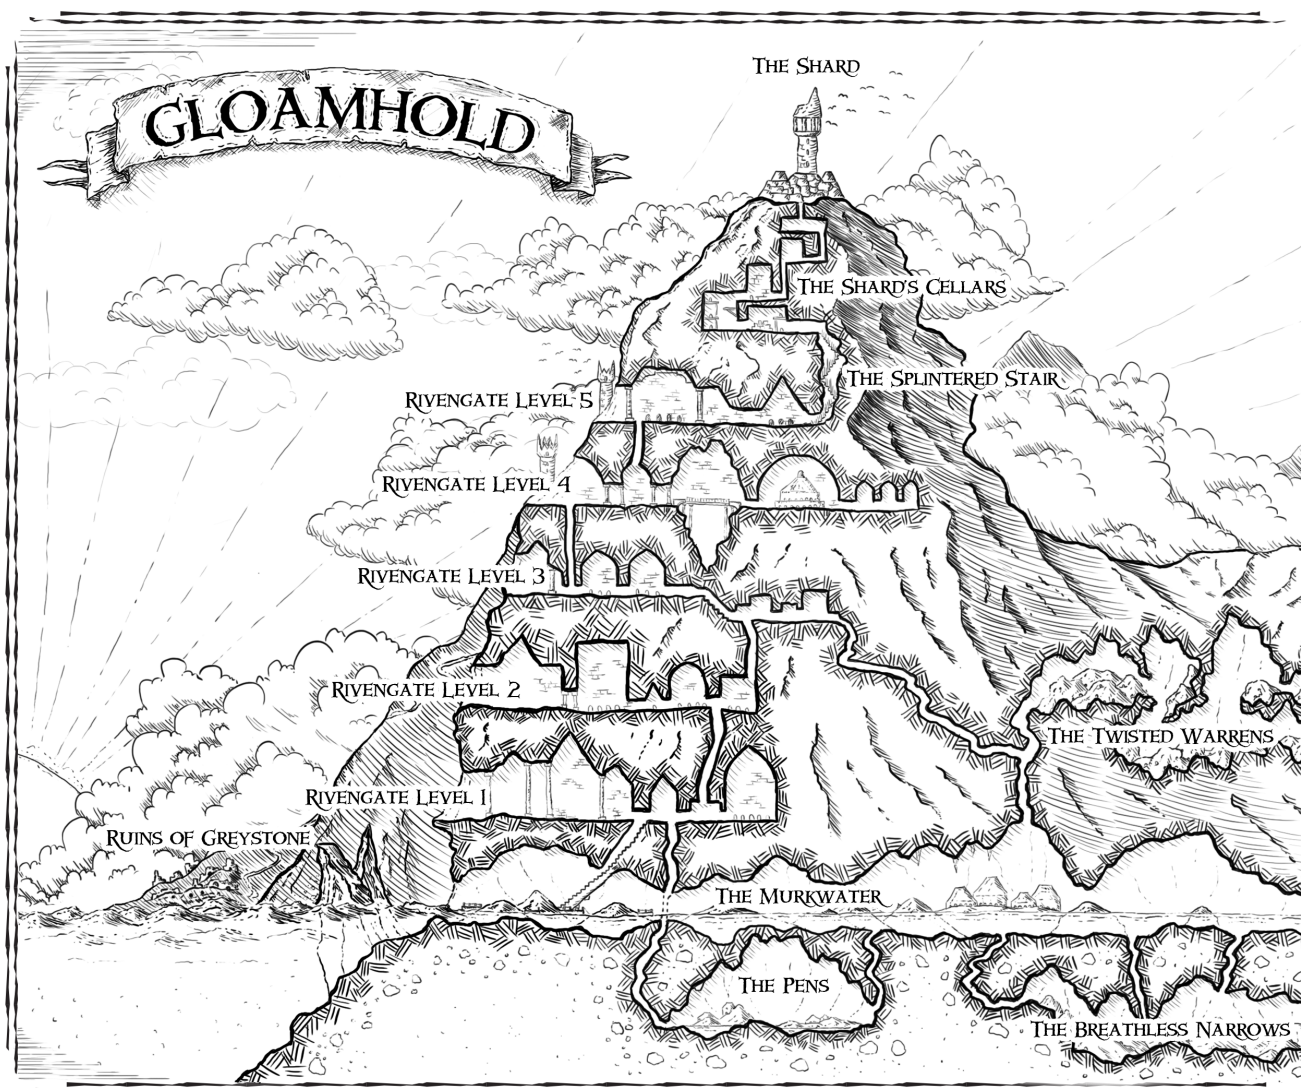 GLOAMHOLD
The Shard
The Shard's Cellars
The Splintered Stair
Rivengate Level 5
Rivengate Level 4
Rivengate Level 3
Rivengate Level 2
The Twisted Warrens
Rivengate Level 1
Ruins of Greystone
The Murkwater
The Pens
The Breathless Narrows